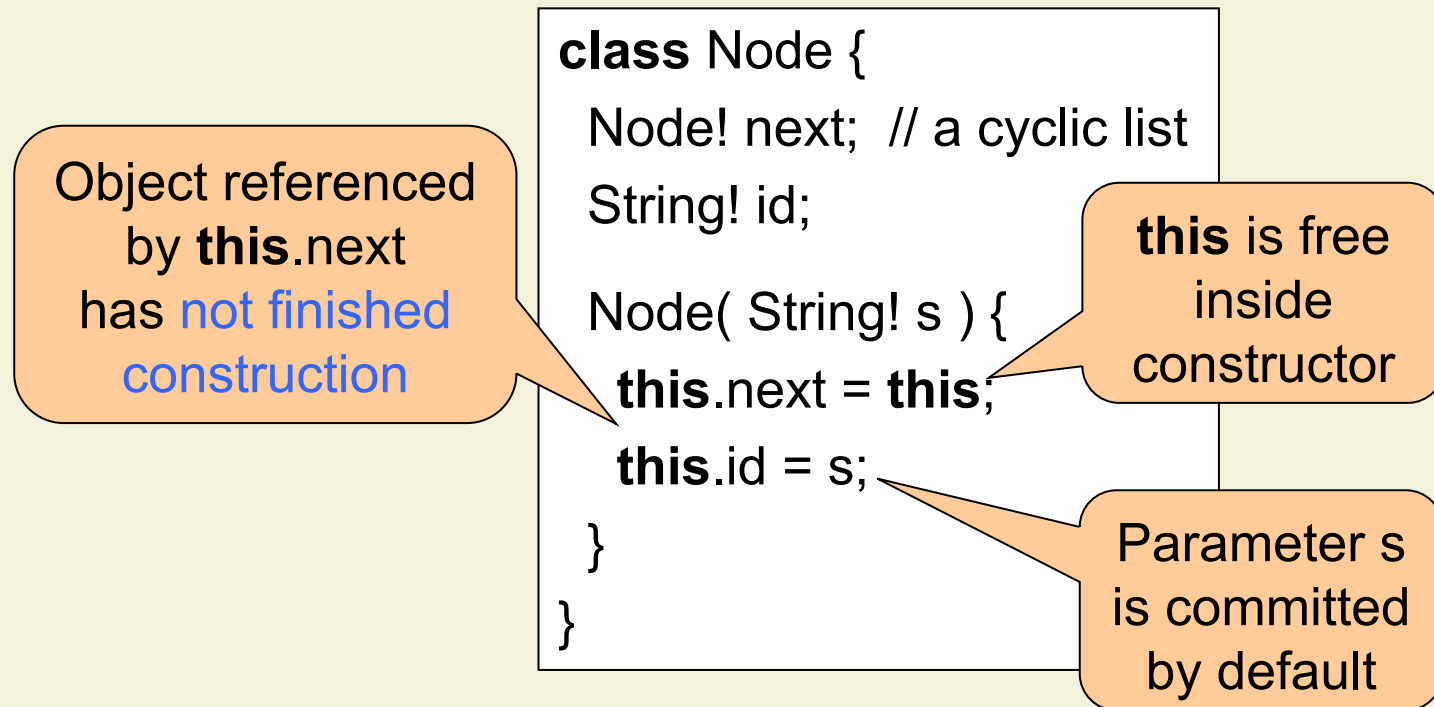 class Node {
Node! next; // a cyclic list
String! id;
Node( String! s ) {
this.next = this;
this.id = s;
}
}
Object referenced
by this.next
has not finished
construction
this is free
inside
constructor
Parameter s
is committed
by default